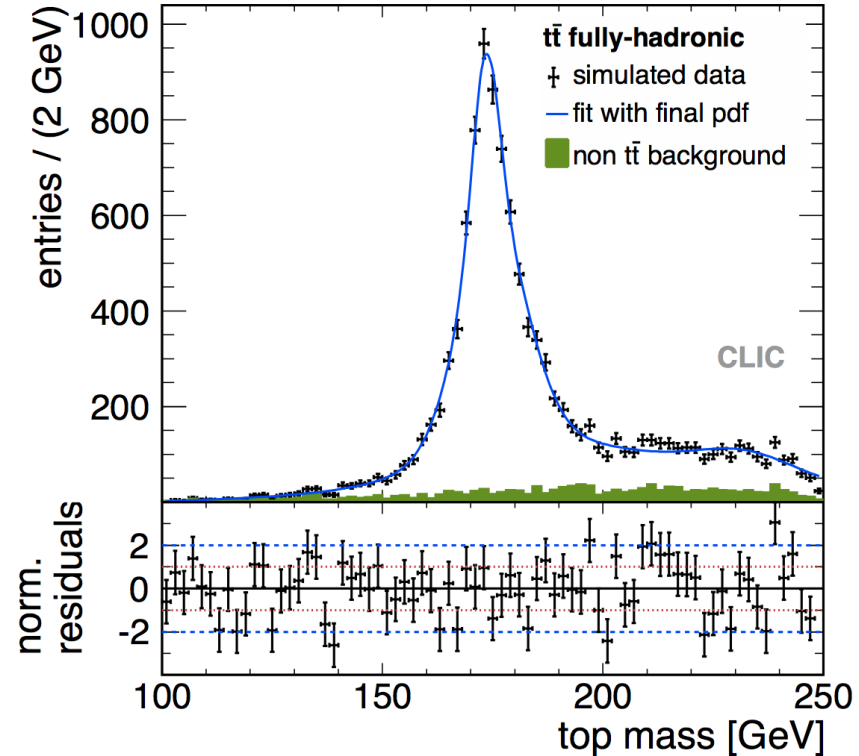 1000
800
600
400
200
entries / (2 GeV)
tt̄ fully-hadronic
simulated data
fit with final pdf
non tt̄ background
CLIC
2
0
-2
norm.
residuals
100
150
200
250
top mass [GeV]